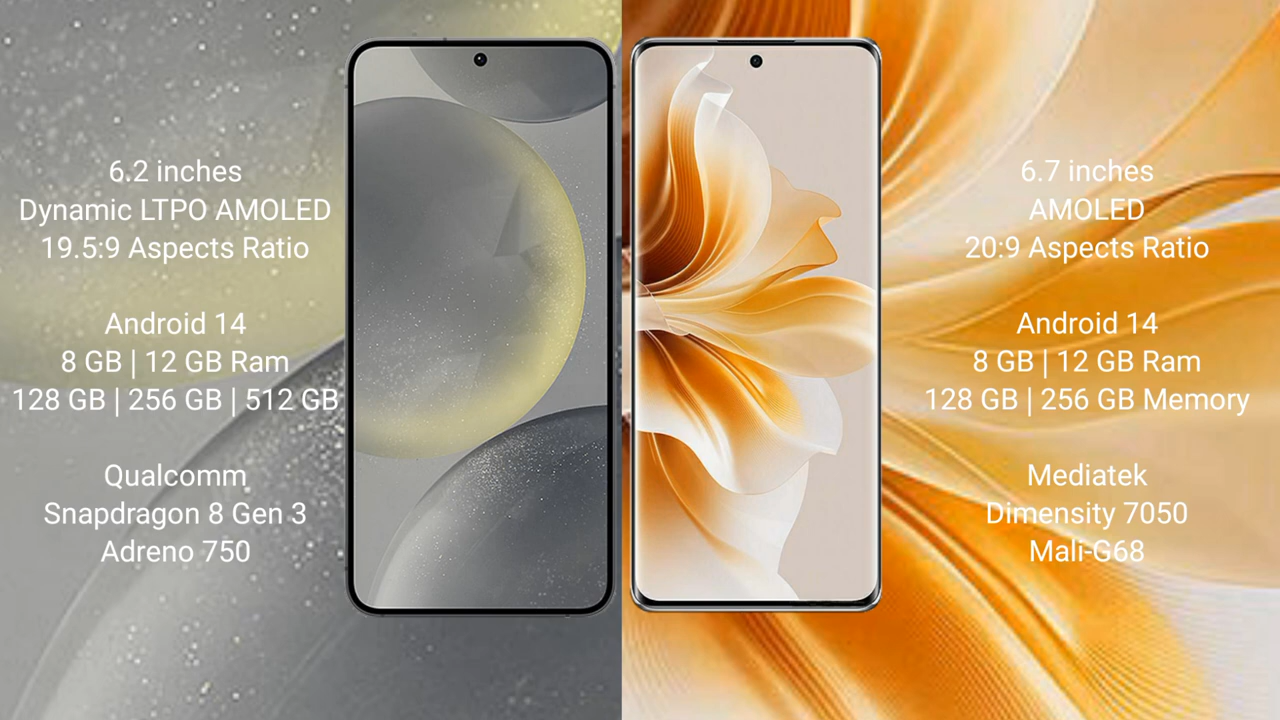 6.2 inches
Dynamic LTPO AMOLED
19.5:9 Aspects Ratio
Android 14
8 GB | 12 GB Ram
128 GB | 256 GB | 512 GB
Qualcomm
Snapdragon 8 Gen 3
Adreno 750
6.7 inches
AMOLED
20:9 Aspects Ratio
Android 14
8 GB | 12 GB Ram
128 GB | 256 GB Memory
Mediatek
Dimensity 7050
Mali-G68